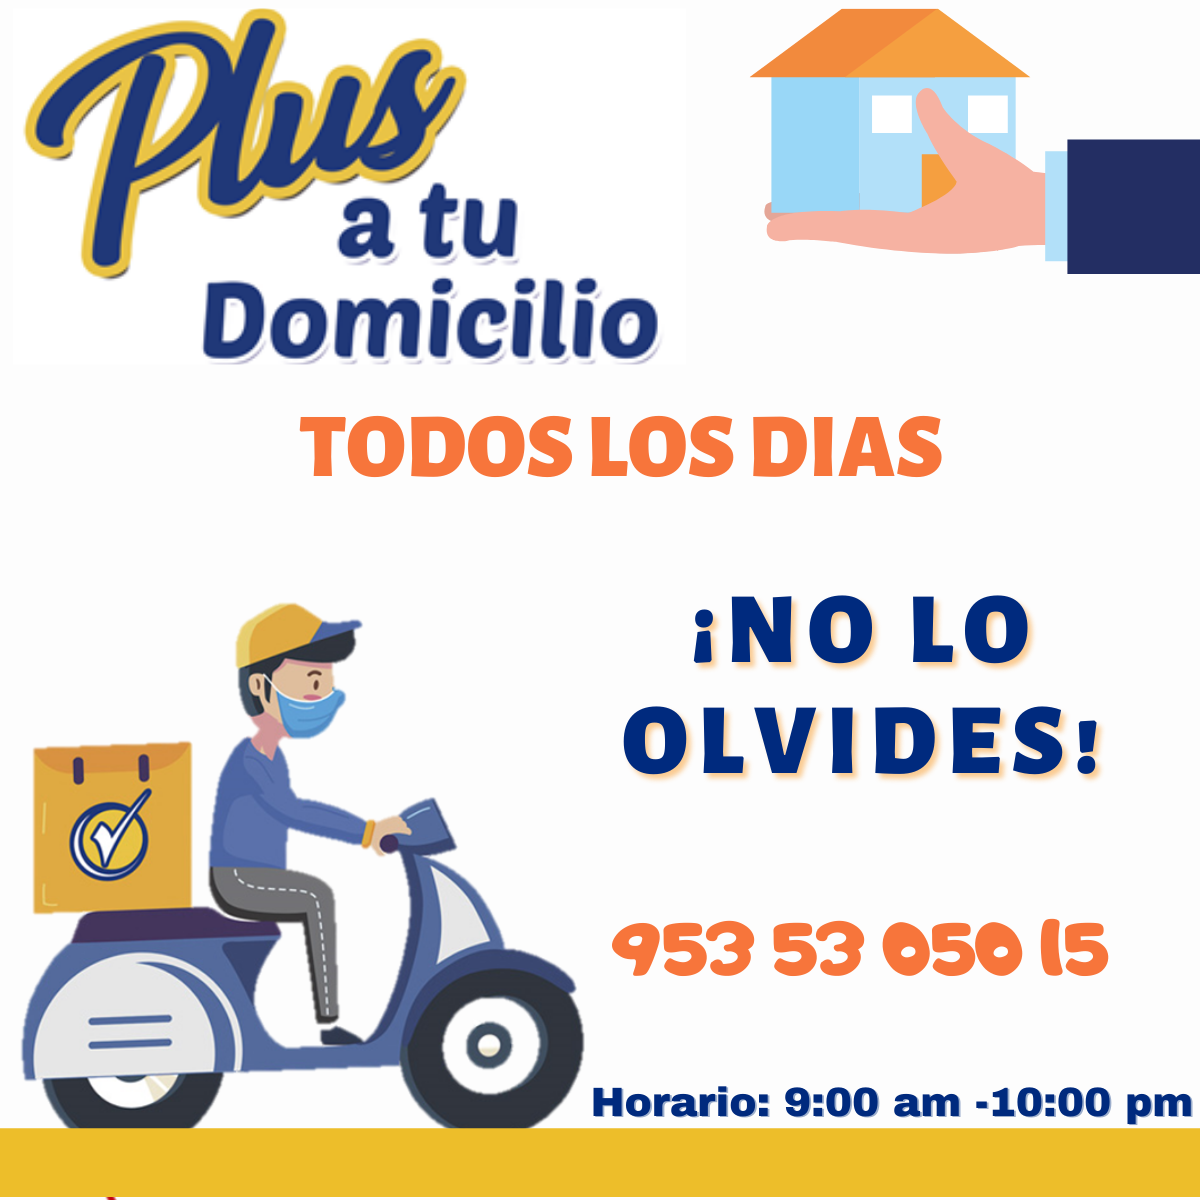 Plus
a tu
Domicilio
TODOS LOS DIAS
¡NO LO
OLVIDES!
953 53 050 15
Horario: 9:00 am -10:00 pm